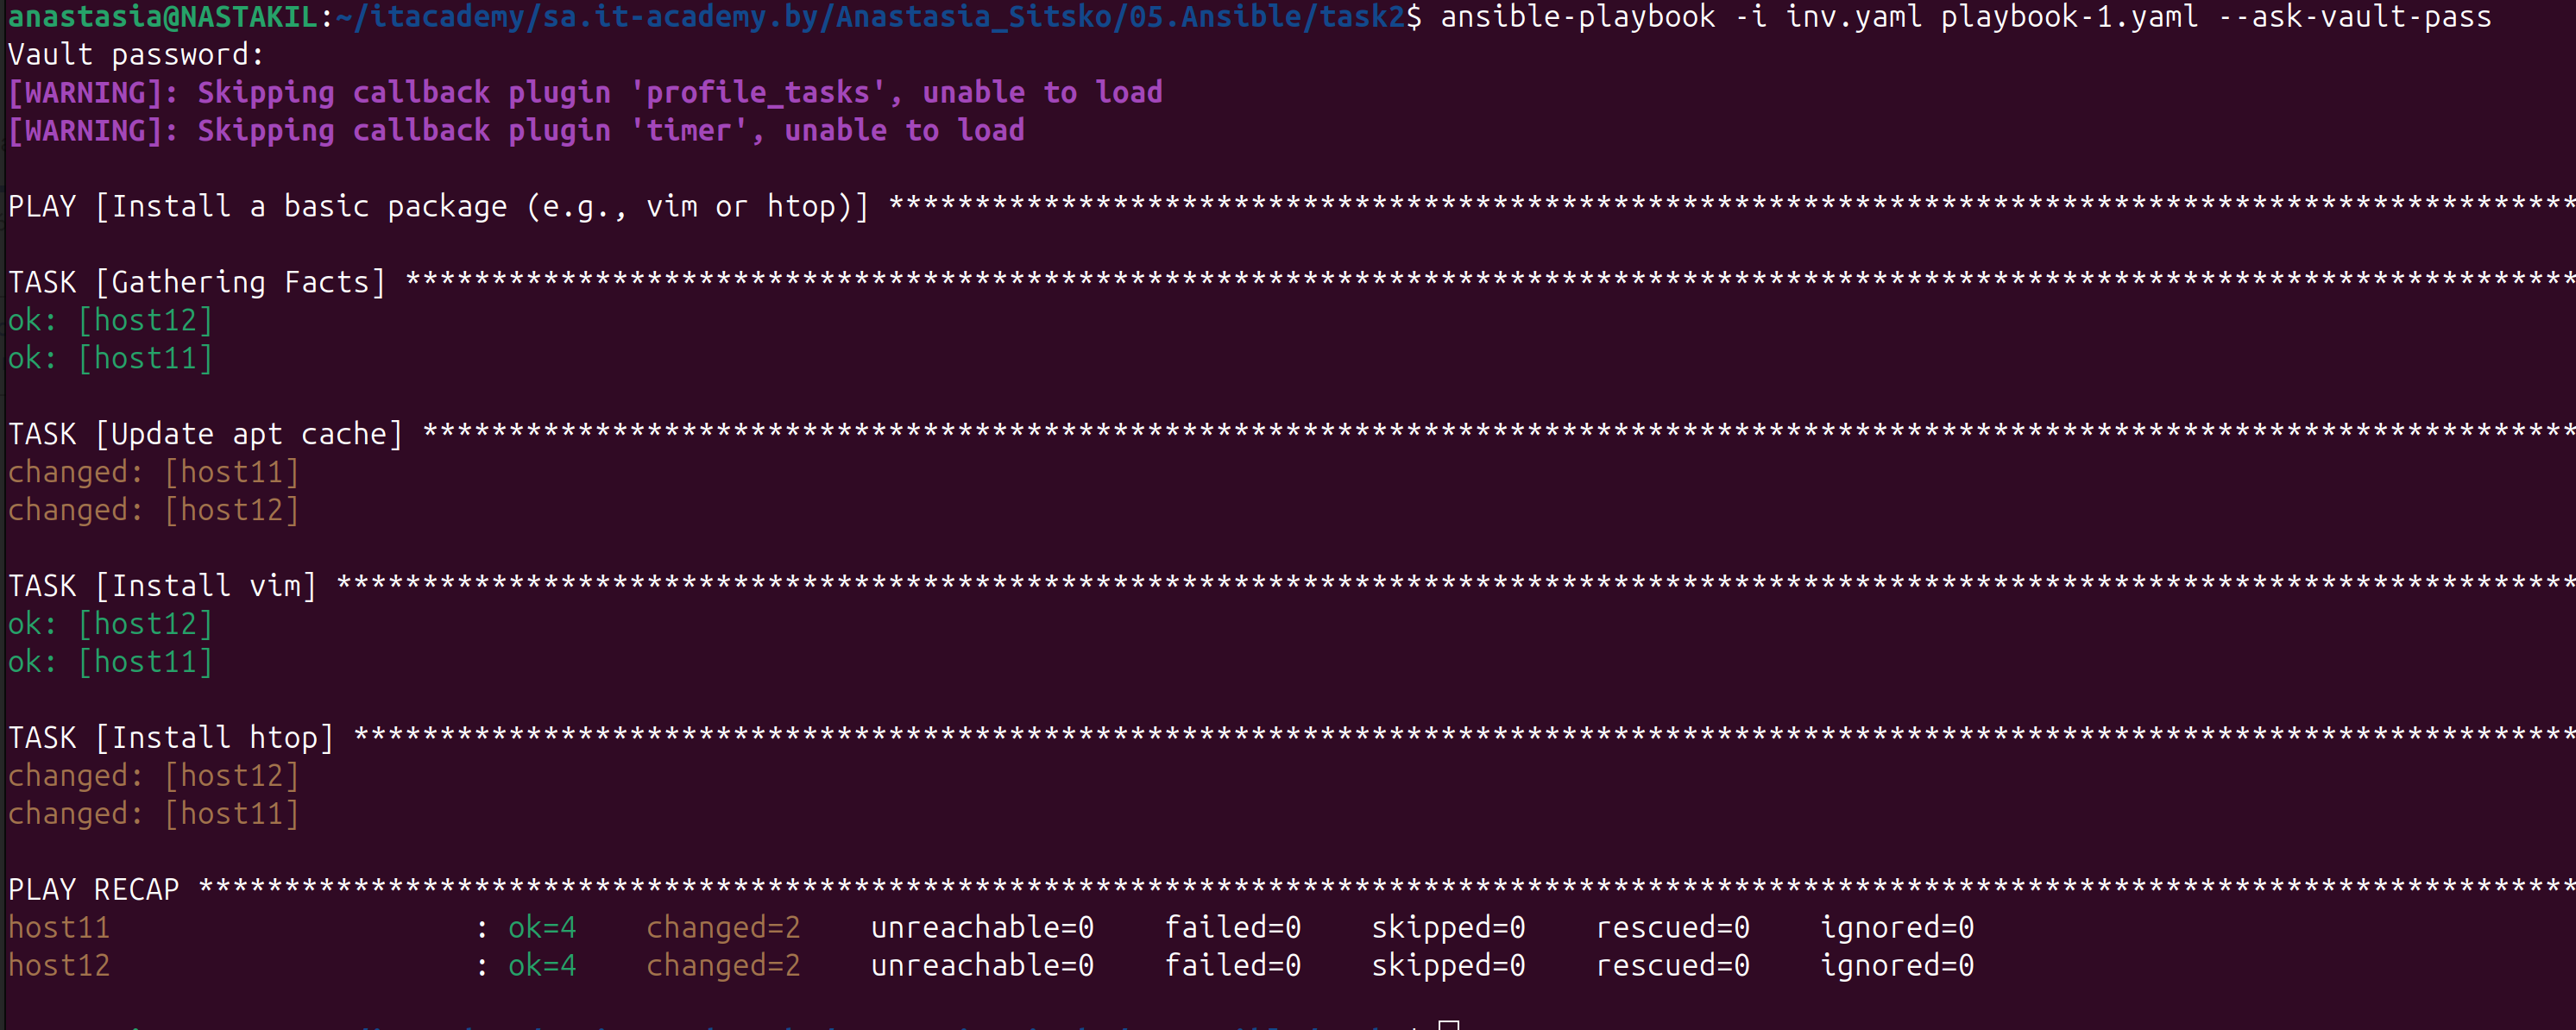 anastasia@NASTAKIL:~/itacademy/sa.it-academy.by/Anastasia_Sitsko/05.Ansible/task2$ ansible-playbook -i inv.yaml playbook-1.yaml --ask-vault-pass
Vault password:
[WARNING]: Skipping callback plugin 'profile_tasks', unable to load
[WARNING]: Skipping callback plugin 'timer', unable to load
PLAY [Install a basic package (e.g., vim or htop)] **************************************************************************************************
TASK [Gathering Facts] ******************************************************************************************************************************
ok: [host12]
ok: [host11]
TASK [Update apt cache] *****************************************************************************************************************************
changed: [host11]
changed: [host12]
TASK [Install vim] **********************************************************************************************************************************
ok: [host12]
ok: [host11]
TASK [Install htop] *********************************************************************************************************************************
changed: [host12]
changed: [host11]
PLAY RECAP ******************************************************************************************************************************************
host11                     : ok=4    changed=2    unreachable=0    failed=0    skipped=0    rescued=0    ignored=0
host12                     : ok=4    changed=2    unreachable=0    failed=0    skipped=0    rescued=0    ignored=0